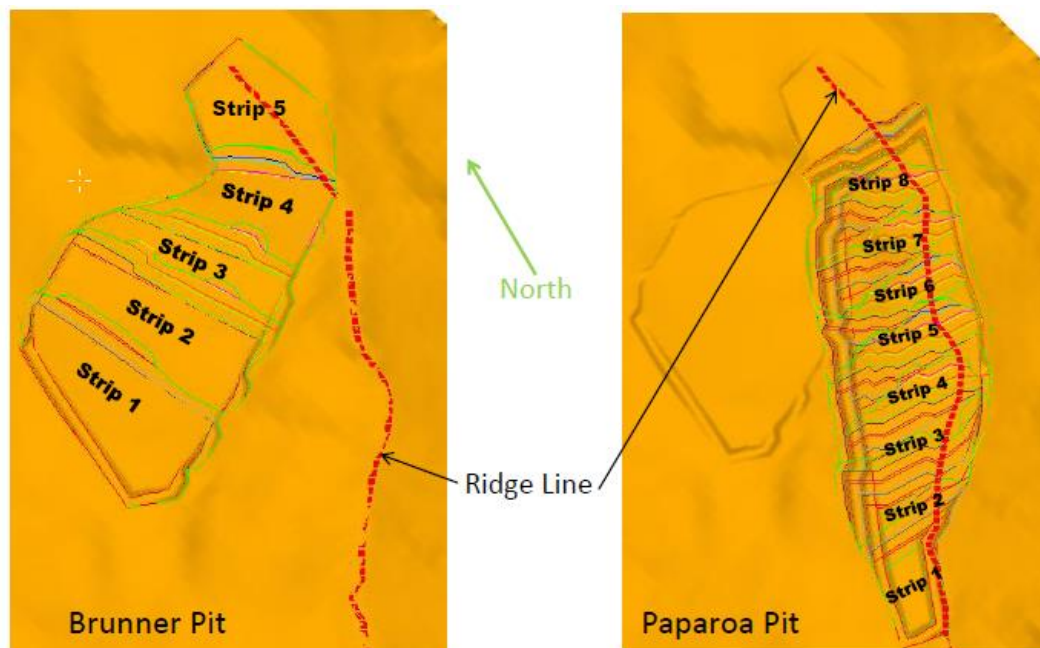 Strip 5
Strip 4
Strip 3
Strip 2
Strip 1
Brunner Pit
North
Ridge Line
Strip 8
Strip 7
Strip 6
Strip 5
Strip 4
Strip 3
Strip 2
Strip 1
Paparoa Pit